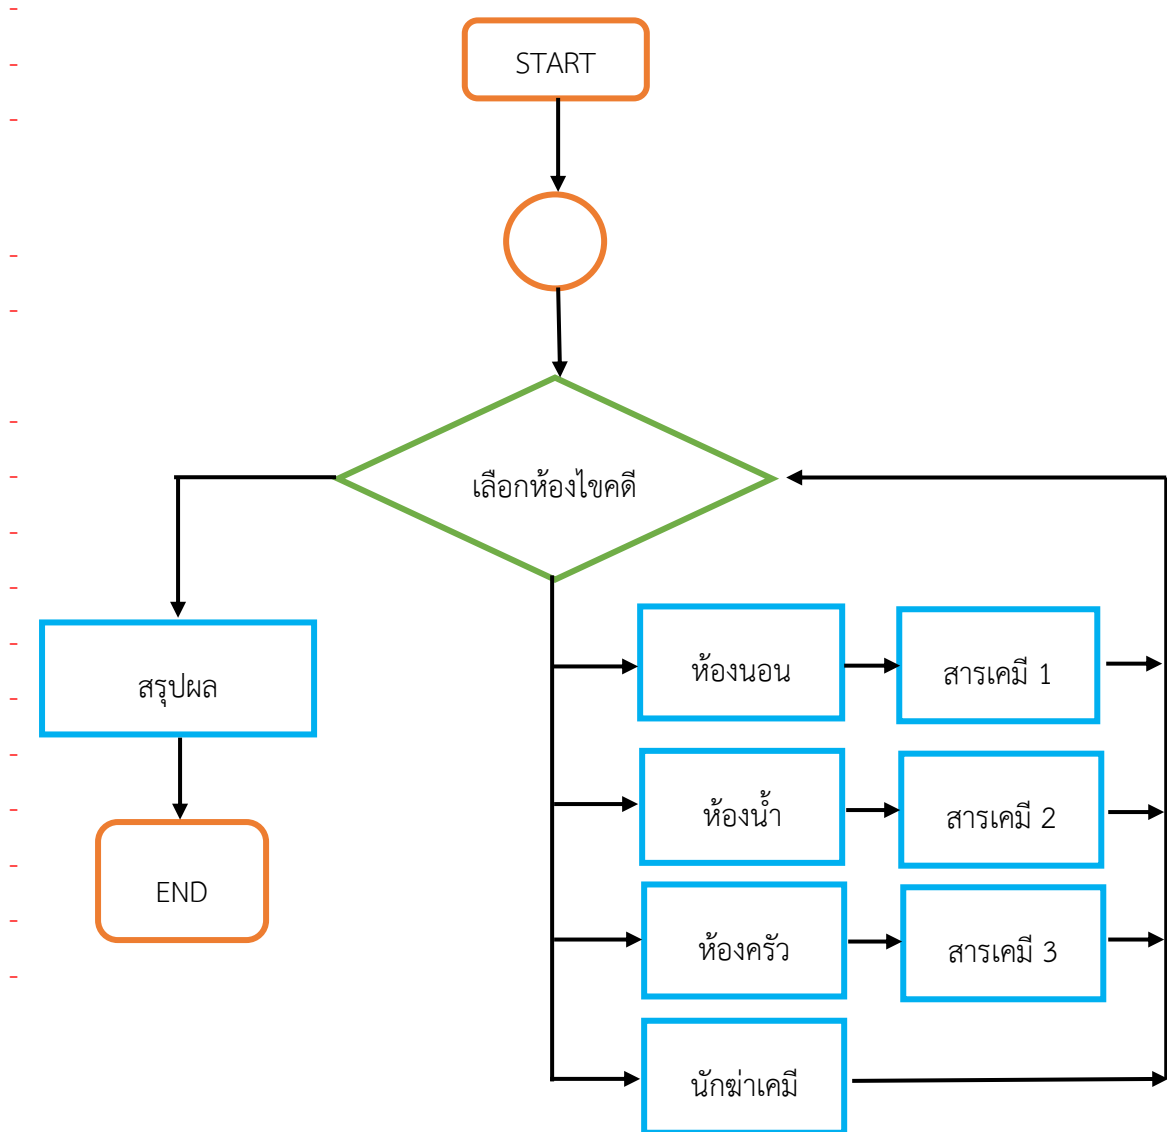 START
เลือกห้องไขคดี
สรุปผล
END
ห้องนอน
สารเคมี 1
ห้องน้ำ
สารเคมี 2
ห้องครัว
สารเคมี 3
นักฆ่าเคมี